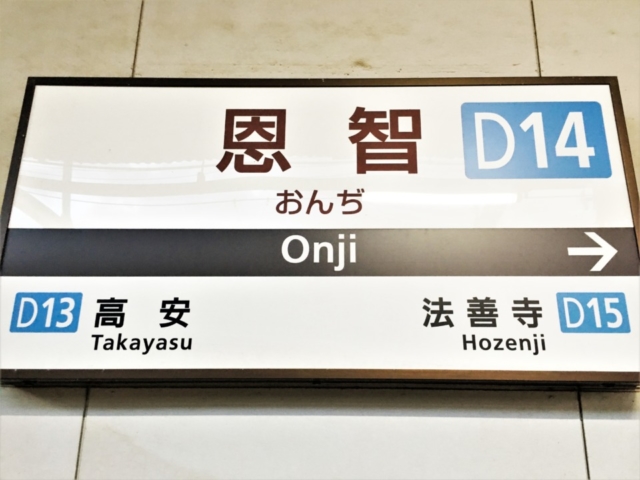 恩智 D14
おんぢ
Onji →
D13 高安 法善寺 D15
Takayasu Hozenji